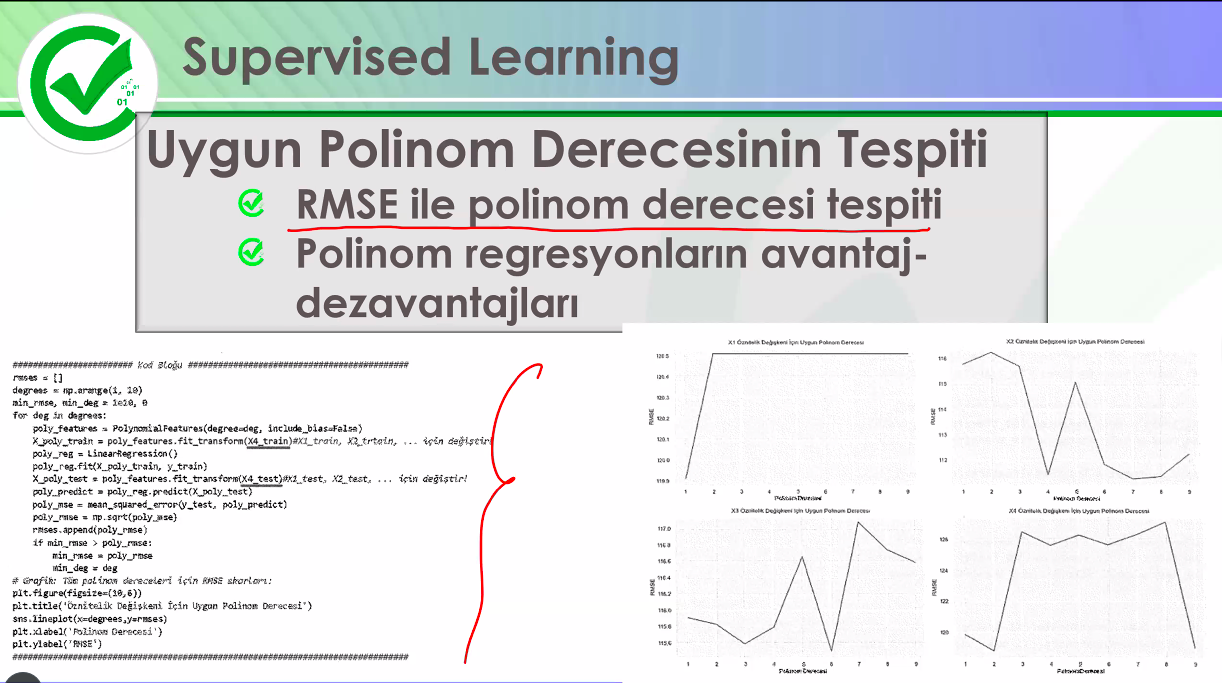 Supervised Learning
01 01
01
01
Uygun Polinom Derecesinin Tespiti
RMSE ile polinom derecesi tespiti
Polinom regresyonların avantaj-
dezavantajları
####################### Kod Bloğu ##########################################
rmses = []
degrees = np.arange(1, 10)
min_rmse, min_deg = 1e10, 0
for deg in degrees:
poly_features = PolynomialFeatures(degree=deg, include_bias=False)
X_poly_train = poly_features.fit_transform(X4_train)#X1_train, X2_trtain, ... için değiştir!
poly_reg = LinearRegression()
poly_reg.fit(X_poly_train, y_train)
X_poly_test = poly_features.fit_transform(X4_test)#X1_test, X2_test, ... için değiştir!
poly_predict = poly_reg.predict(X_poly_test)
poly_mse = mean_squared_error(y_test, poly_predict)
poly_rmse = np.sqrt(poly_mse)
rmses.append(poly_rmse)
if min_rmse > poly_rmse:
min_rmse = poly_rmse
min_deg = deg
# Grafik: Tüm polinom dereceleri için RMSE skorları:
plt.figure(figsize=(10,6))
plt.title('Öznitelik Değişkeni İçin Uygun Polinom Derecesi')
sns.lineplot(x=degrees,y=rmses)
plt.xlabel('Polinom Derecesi')
plt.ylabel('RMSE')
############################################################################
X1 Öznitelik Değişkeni İçin Uygun Polinom Derecesi
RMSE
120.5
120.4
120.3
120.2
120.1
120.0
119.9
1 2 3 4 5 6 7 8 9
Polinom Derecesi
X2 Öznitelik Değişkeni İçin Uygun Polinom Derecesi
RMSE
116
115
114
113
112
1 2 3 4 5 6 7 8 9
Polinom Derecesi
X3 Öznitelik Değişkeni İçin Uygun Polinom Derecesi
RMSE
117.0
116.8
116.6
116.4
116.2
116.0
115.8
115.6
1 2 3 4 5 6 7 8 9
Polinom Derecesi
X4 Öznitelik Değişkeni İçin Uygun Polinom Derecesi
RMSE
126
124
122
120
1 2 3 4 5 6 7 8 9
Polinom Derecesi